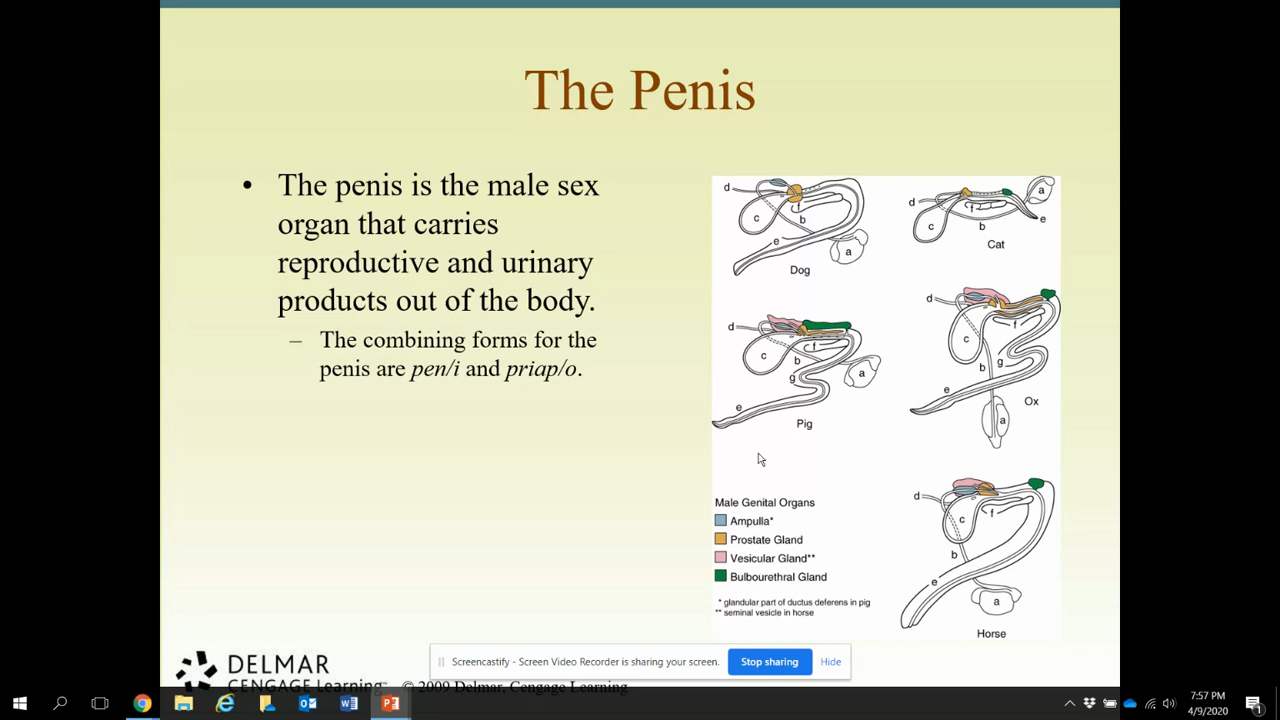 The Penis
• The penis is the male sex
organ that carries
reproductive and urinary
products out of the body.
– The combining forms for the
penis are pen/i and priap/o.
d
c
f
b
e
a
Dog
d
c
f
b
a
e
Cat
d
c
b
f
g
a
e
Pig
d
c
f
b
g
e
a
Ox
d
c
f
b
e
a
Horse
Male Genital Organs
Ampulla*
Prostate Gland
Vesicular Gland**
Bulbourethral Gland
* glandular part of ductus deferens in pig
** seminal vesicle in horse
DELMAR
CENGAGE Learning
© 2009 Delmar, Cengage Learning
Screencastify - Screen Video Recorder is sharing your screen.
Stop sharing
Hide
7:57 PM
4/9/2020
1